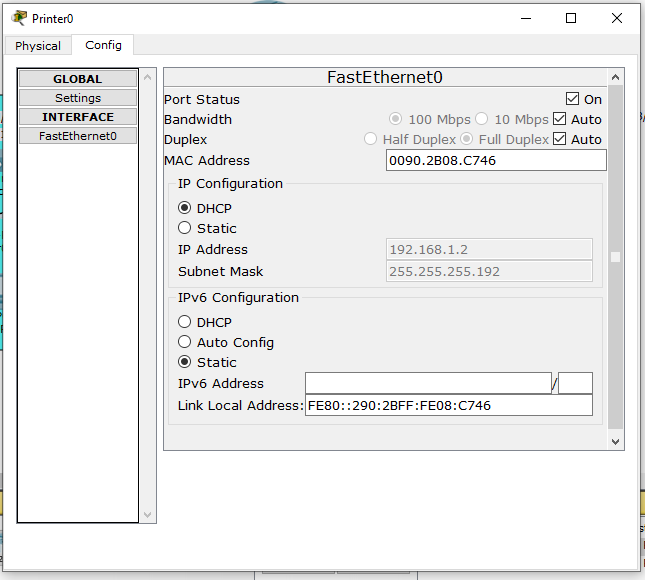 Printer0
Physical Config
GLOBAL
Settings
INTERFACE
FastEthernet0
FastEthernet0
Port Status On
Bandwidth 100 Mbps 10 Mbps Auto
Duplex Half Duplex Full Duplex Auto
MAC Address 0090.2B08.C746
IP Configuration
DHCP
Static
IP Address 192.168.1.2
Subnet Mask 255.255.255.192
IPv6 Configuration
DHCP
Auto Config
Static
IPv6 Address /
Link Local Address: FE80::290:2BFF:FE08:C746